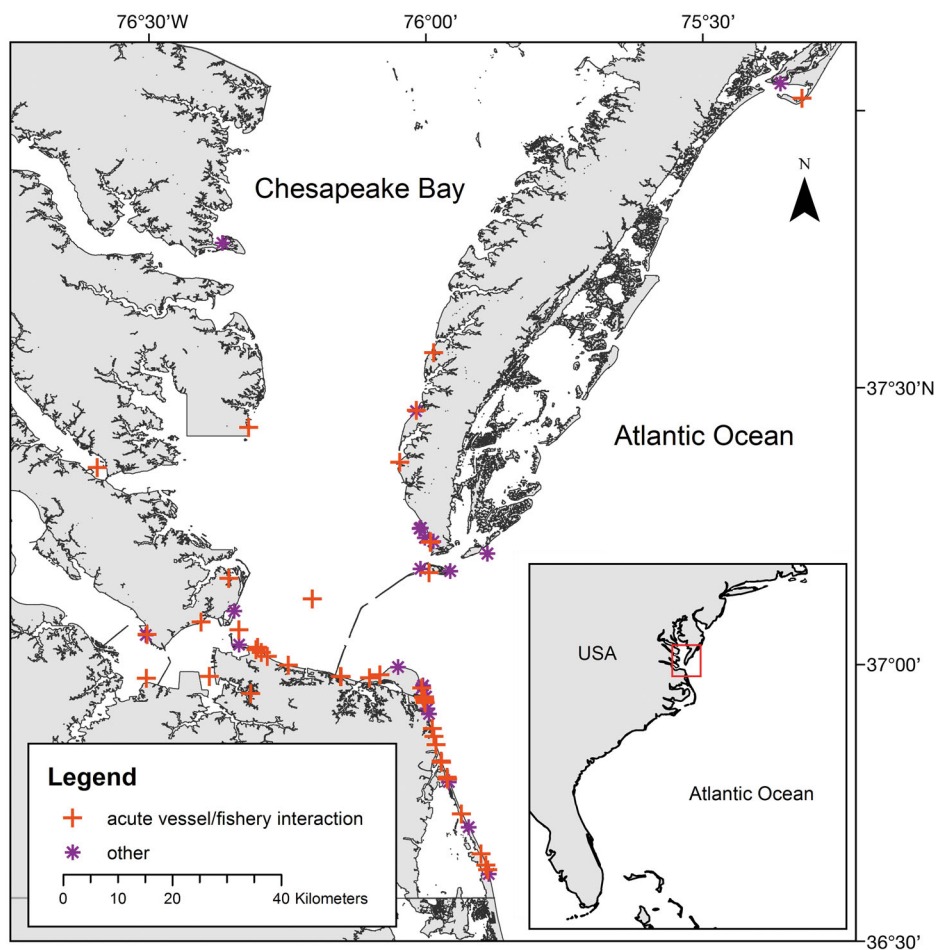 76°30’W 76°00’ 75°30’
N
Chesapeake Bay
37°30’N
Atlantic Ocean
USA
37°00’
Legend
acute vessel/fishery interaction
other
Atlantic Ocean
0 10 20 40 Kilometers
36°30’